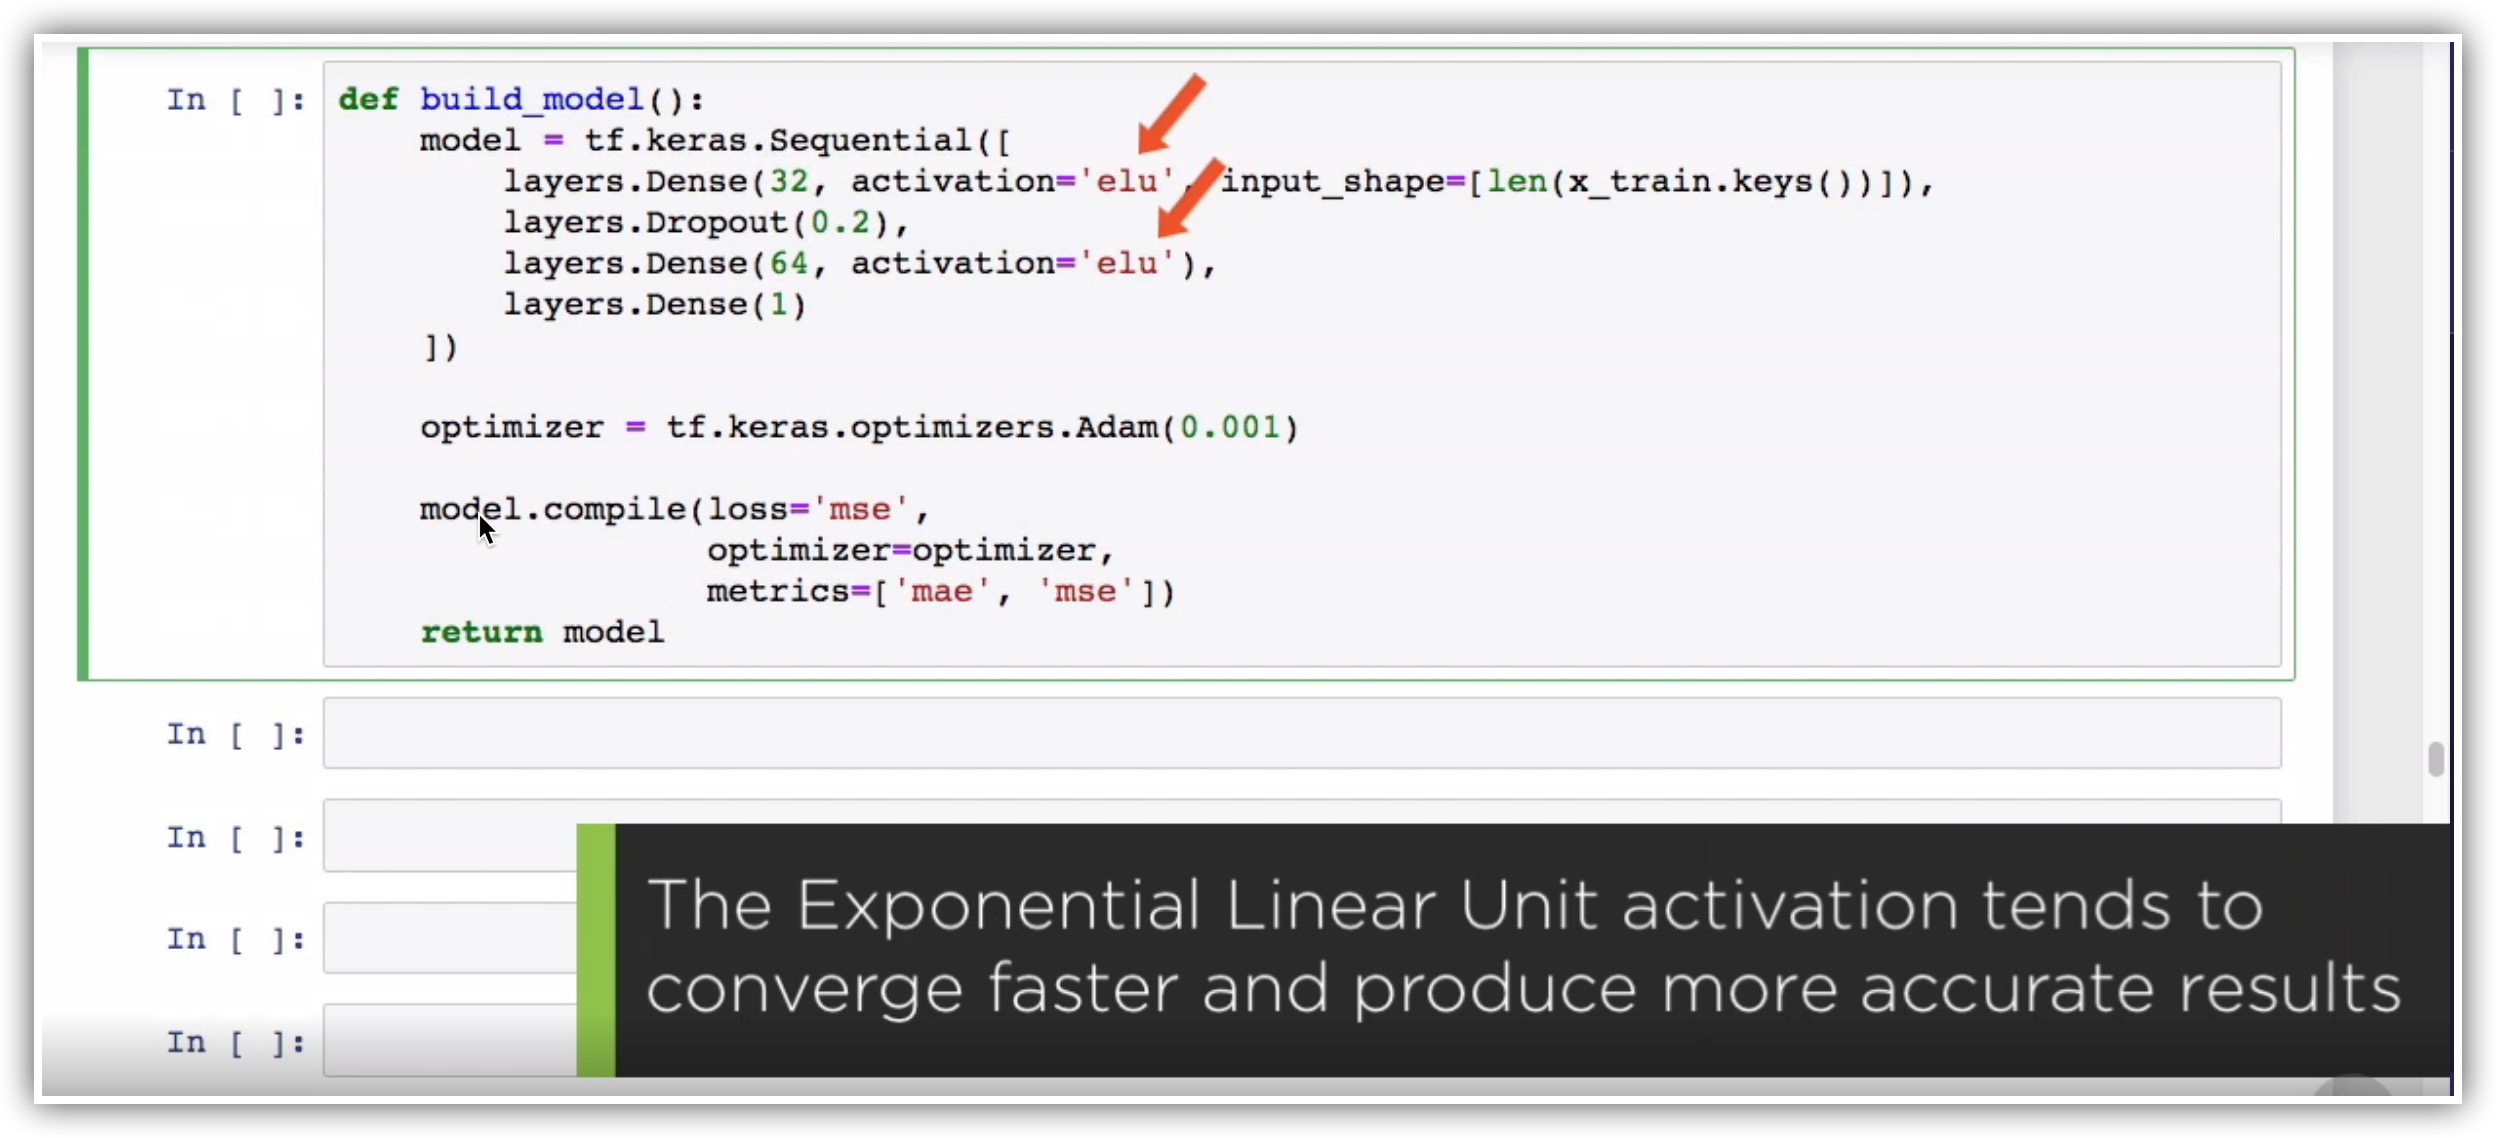 In [ ]: def build_model():
    model = tf.keras.Sequential([
        layers.Dense(32, activation='elu', input_shape=[len(x_train.keys())]),
        layers.Dropout(0.2),
        layers.Dense(64, activation='elu'),
        layers.Dense(1)
    ])
    optimizer = tf.keras.optimizers.Adam(0.001)
    model.compile(loss='mse',
                  optimizer=optimizer,
                  metrics=['mae', 'mse'])
    return model
In [ ]:
In [ ]:
In [ ]:
In [ ]:
The Exponential Linear Unit activation tends to
converge faster and produce more accurate results